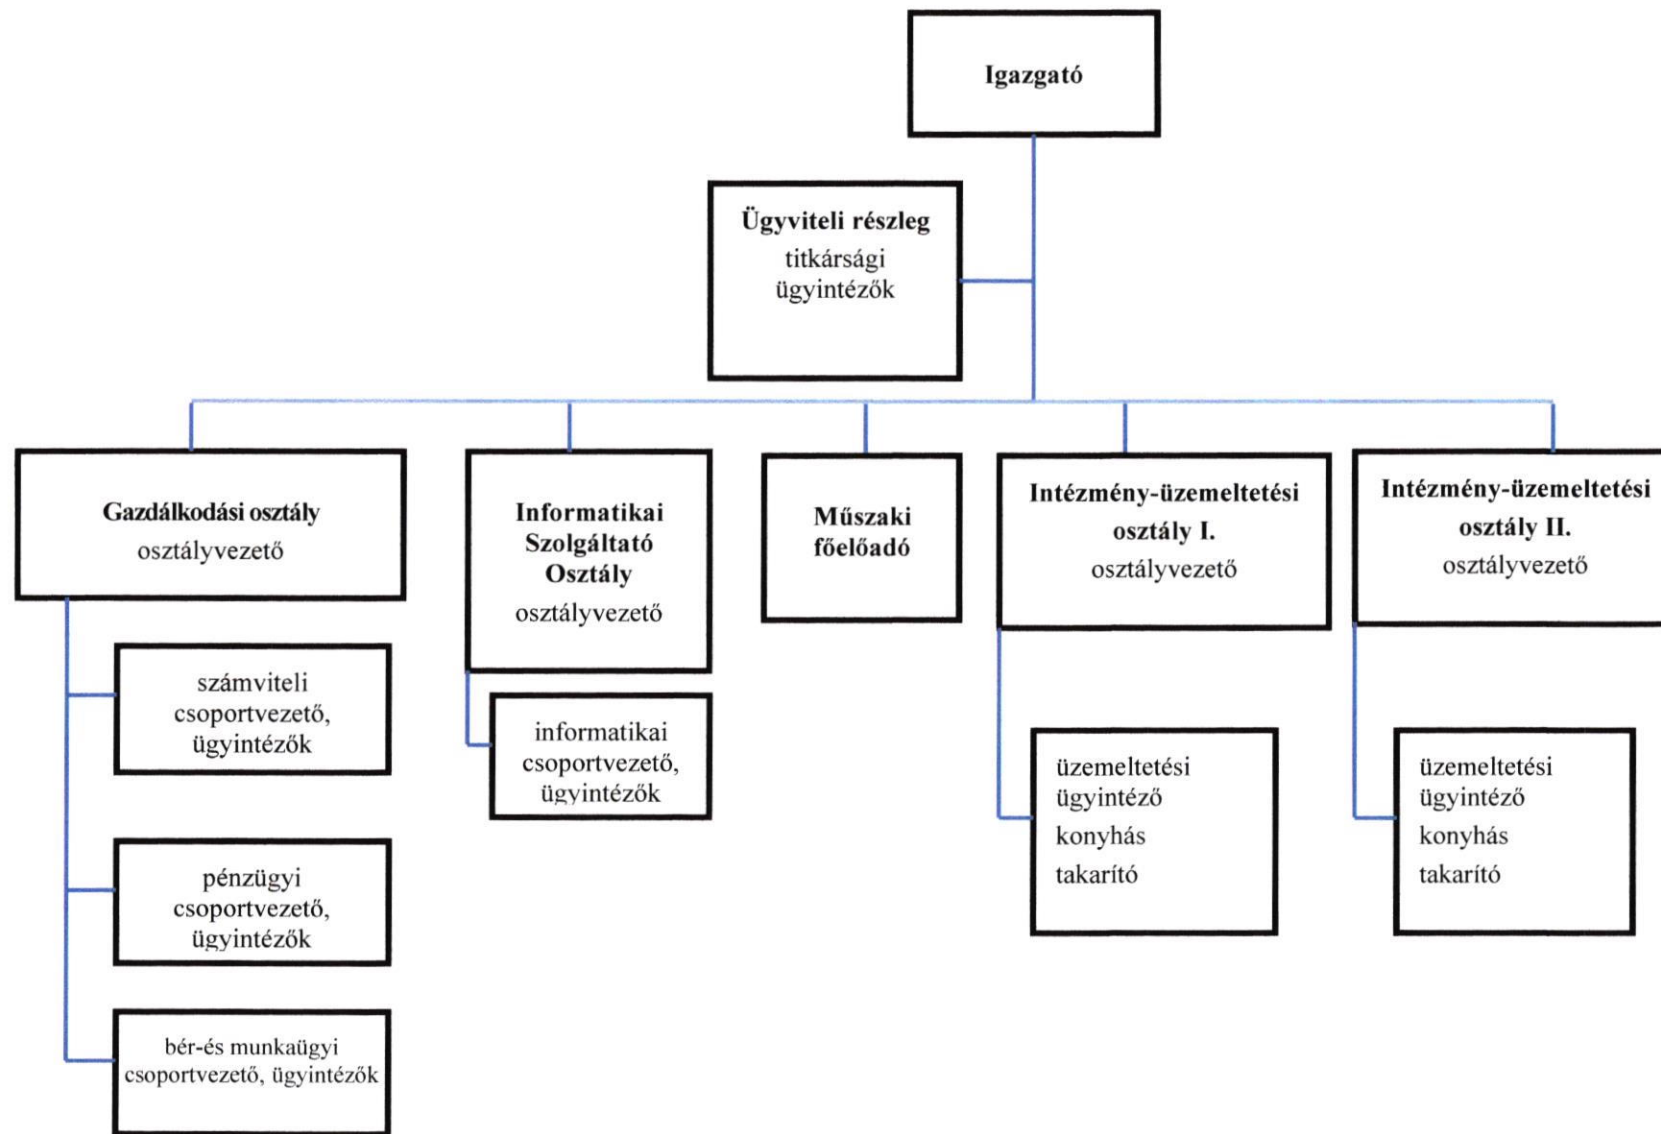 Igazgató
Ügyviteli részleg
titkársági
ügyintézők
Gazdálkodási osztály
osztályvezető
Informatikai
Szolgáltató
Osztály
osztályvezető
Műszaki
főelőadó
Intézmény-üzemeltetési
osztály I.
osztályvezető
Intézmény-üzemeltetési
osztály II.
osztályvezető
számviteli
csoportvezető,
ügyintézők
pénzügyi
csoportvezető,
ügyintézők
bér-és munkaügyi
csoportvezető, ügyintézők
informatikai
csoportvezető,
ügyintézők
üzemeltetési
ügyintéző
konyhás
takarító
üzemeltetési
ügyintéző
konyhás
takarító